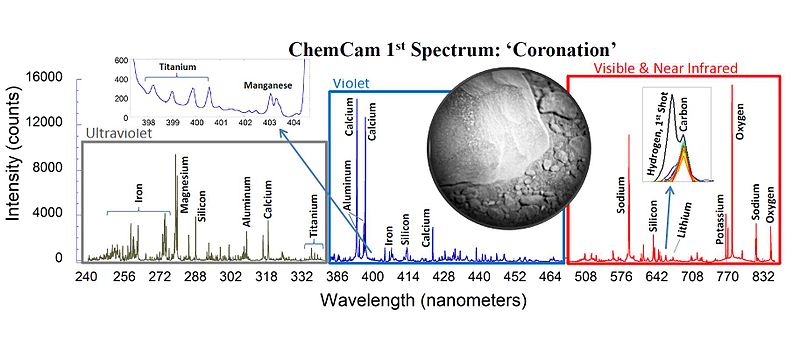 ChemCam 1st Spectrum: ‘Coronation’
Intensity (counts)
16000
12000
8000
4000
0
600
400
200
0
Titanium
Manganese
398 399 400 401 402 403 404
Ultraviolet
Iron
Magnesium
Silicon
Aluminum
Calcium
Titanium
240 256 272 288 302 318 332
Violet
Calcium
Calcium
Aluminum
Iron
Silicon
Calcium
386 400 414 428 440 452 464
Visible & Near Infrared
Hydrogen, 1st Shot
Carbon
Sodium
Silicon
Lithium
Potassium
Oxygen
Sodium
Oxygen
508 576 642 708 770 832
Wavelength (nanometers)